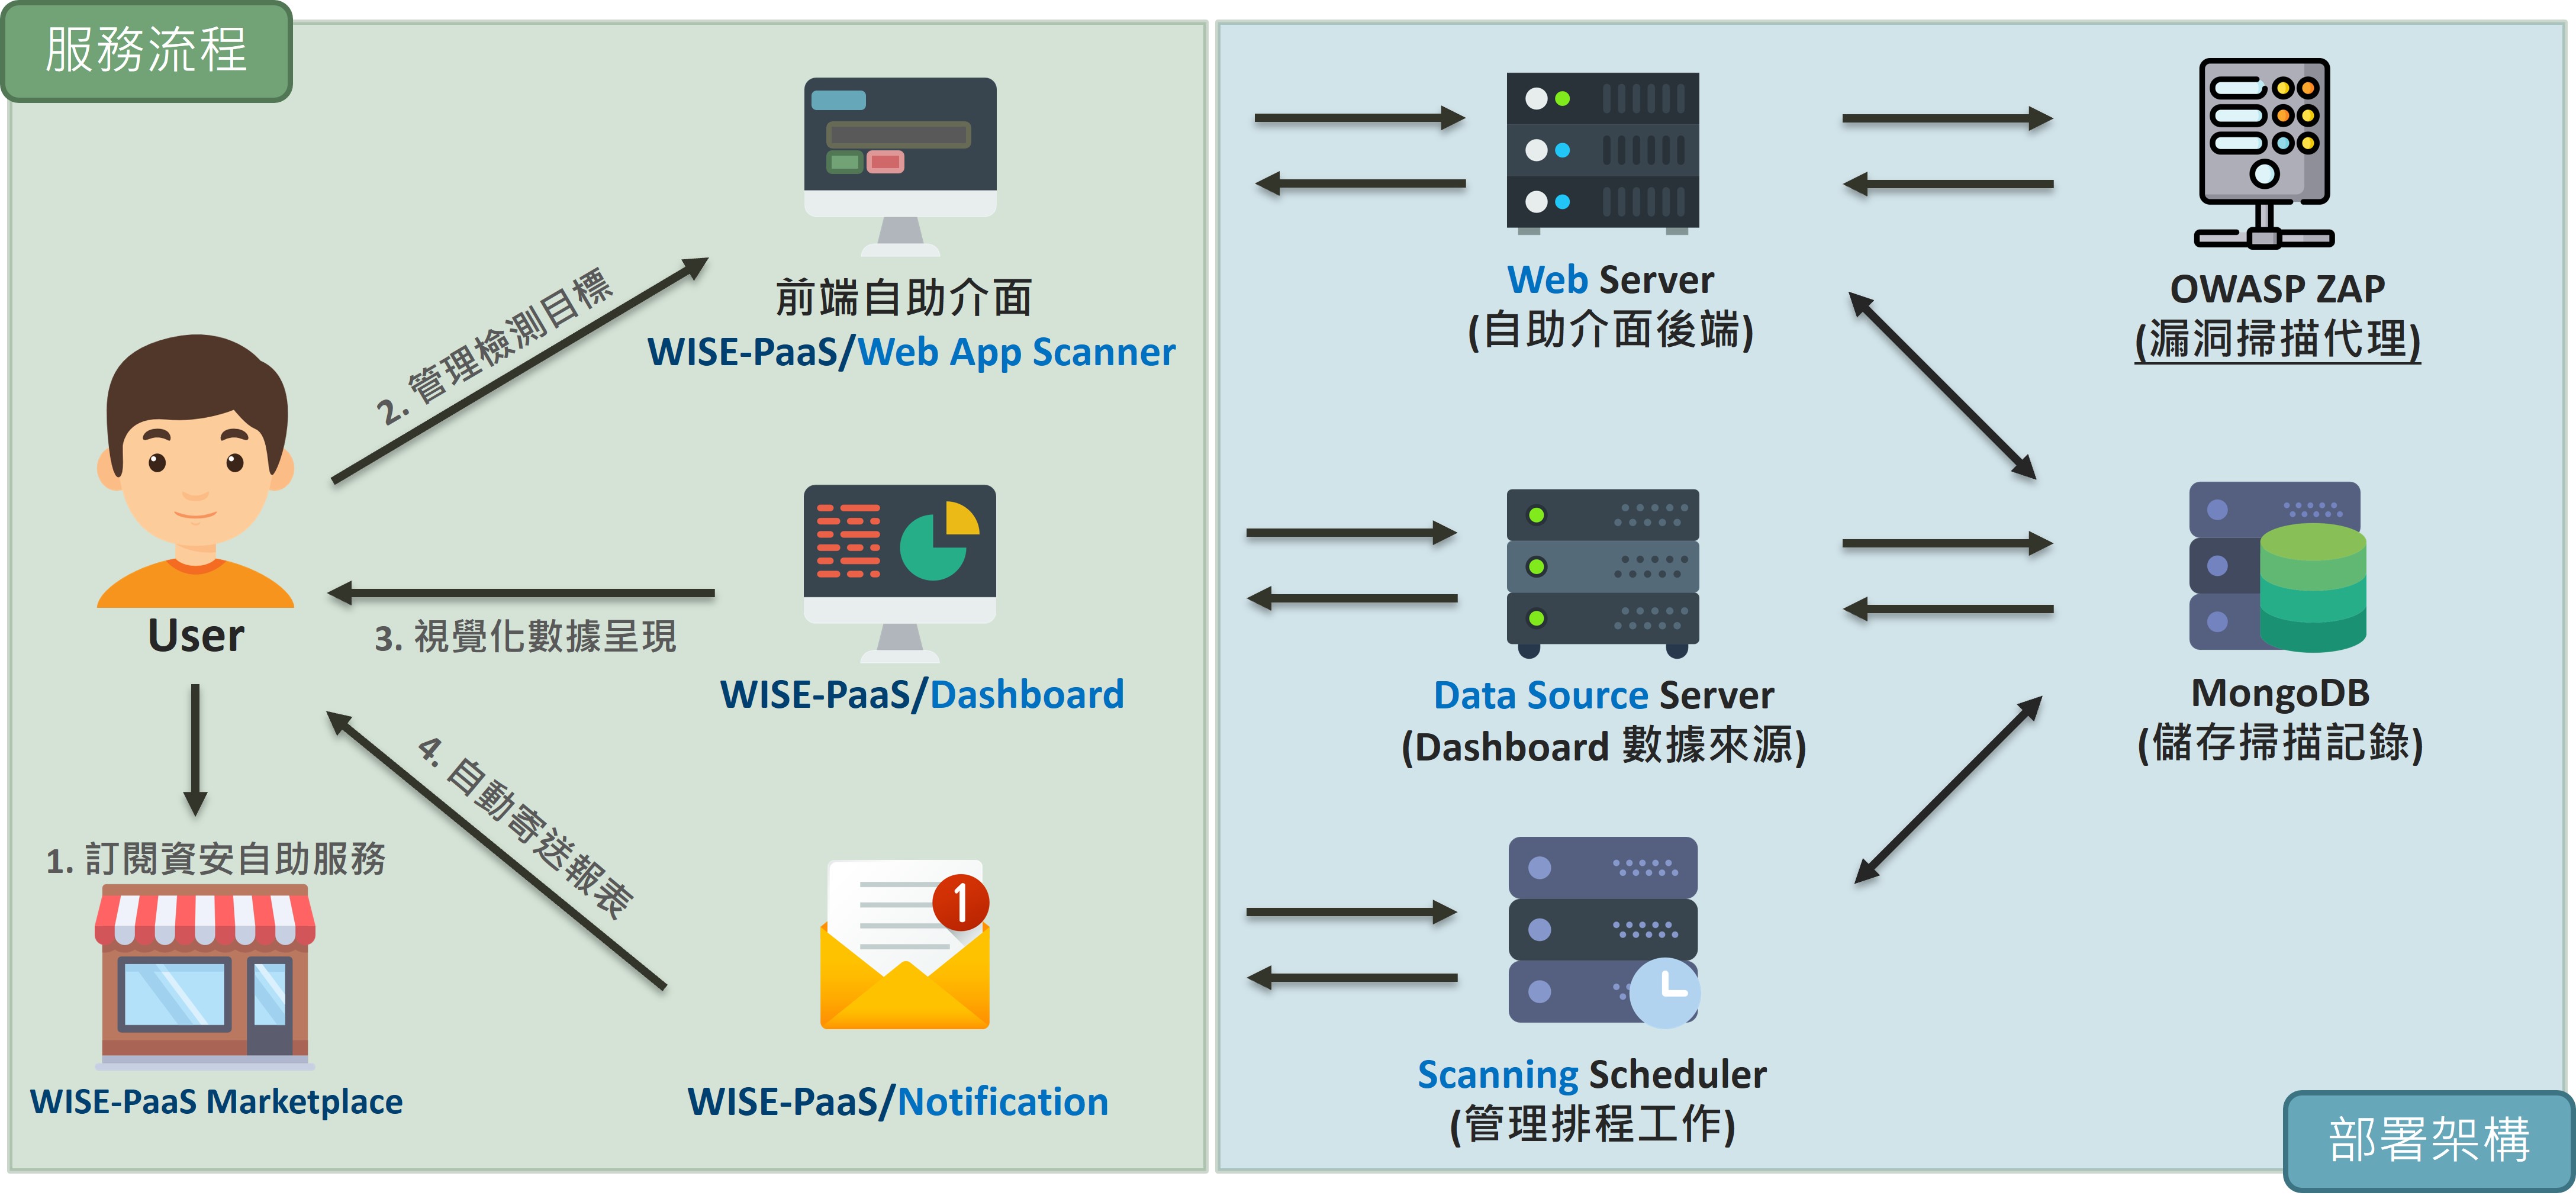 服務流程
前端自助介面
WISE-PaaS/Web App Scanner
2. 管理檢測目標
User
3. 視覺化數據呈現
WISE-PaaS/Dashboard
4. 自動寄送報表
1. 訂閱資安自助服務
WISE-PaaS Marketplace
1
WISE-PaaS/Notification
Web Server
(自助介面後端)
OWASP ZAP
(漏洞掃描代理)
Data Source Server
(Dashboard 數據來源)
MongoDB
(儲存掃描記錄)
Scanning Scheduler
(管理排程工作)
部署架構